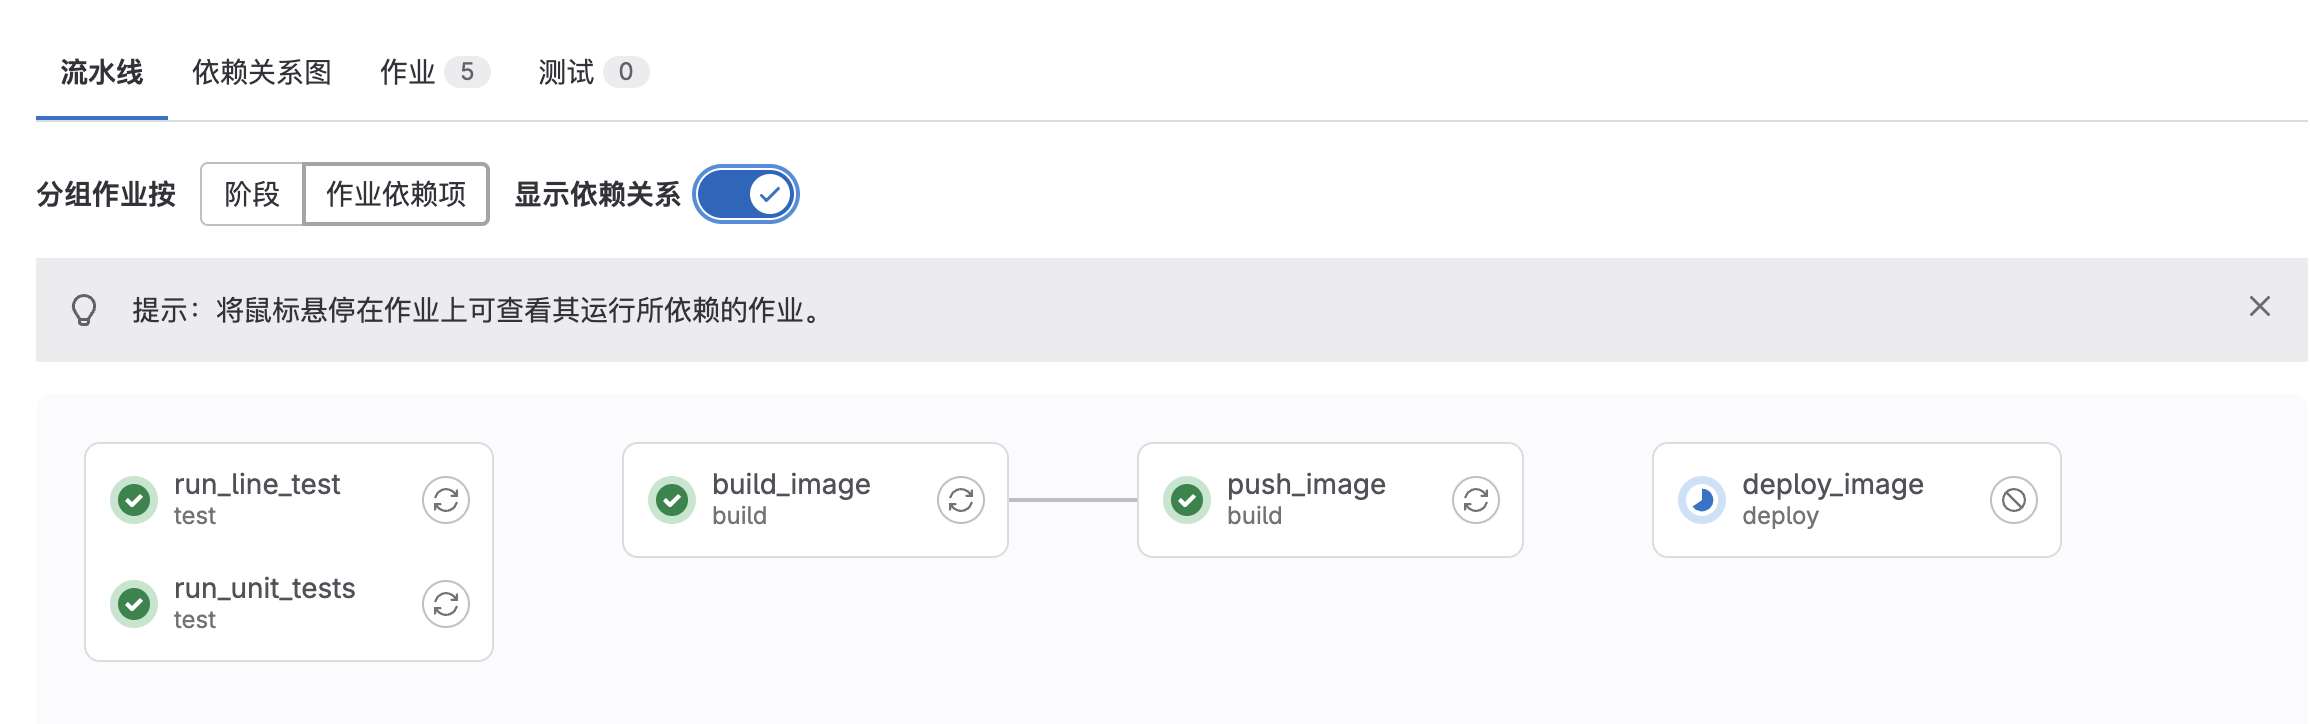 流水线 依赖关系图 作业 5 测试 0
分组作业按 阶段 作业依赖项 显示依赖关系
提示：将鼠标悬停在作业上可查看其运行所依赖的作业。
run_line_test
test
run_unit_tests
test
build_image
build
push_image
build
deploy_image
deploy